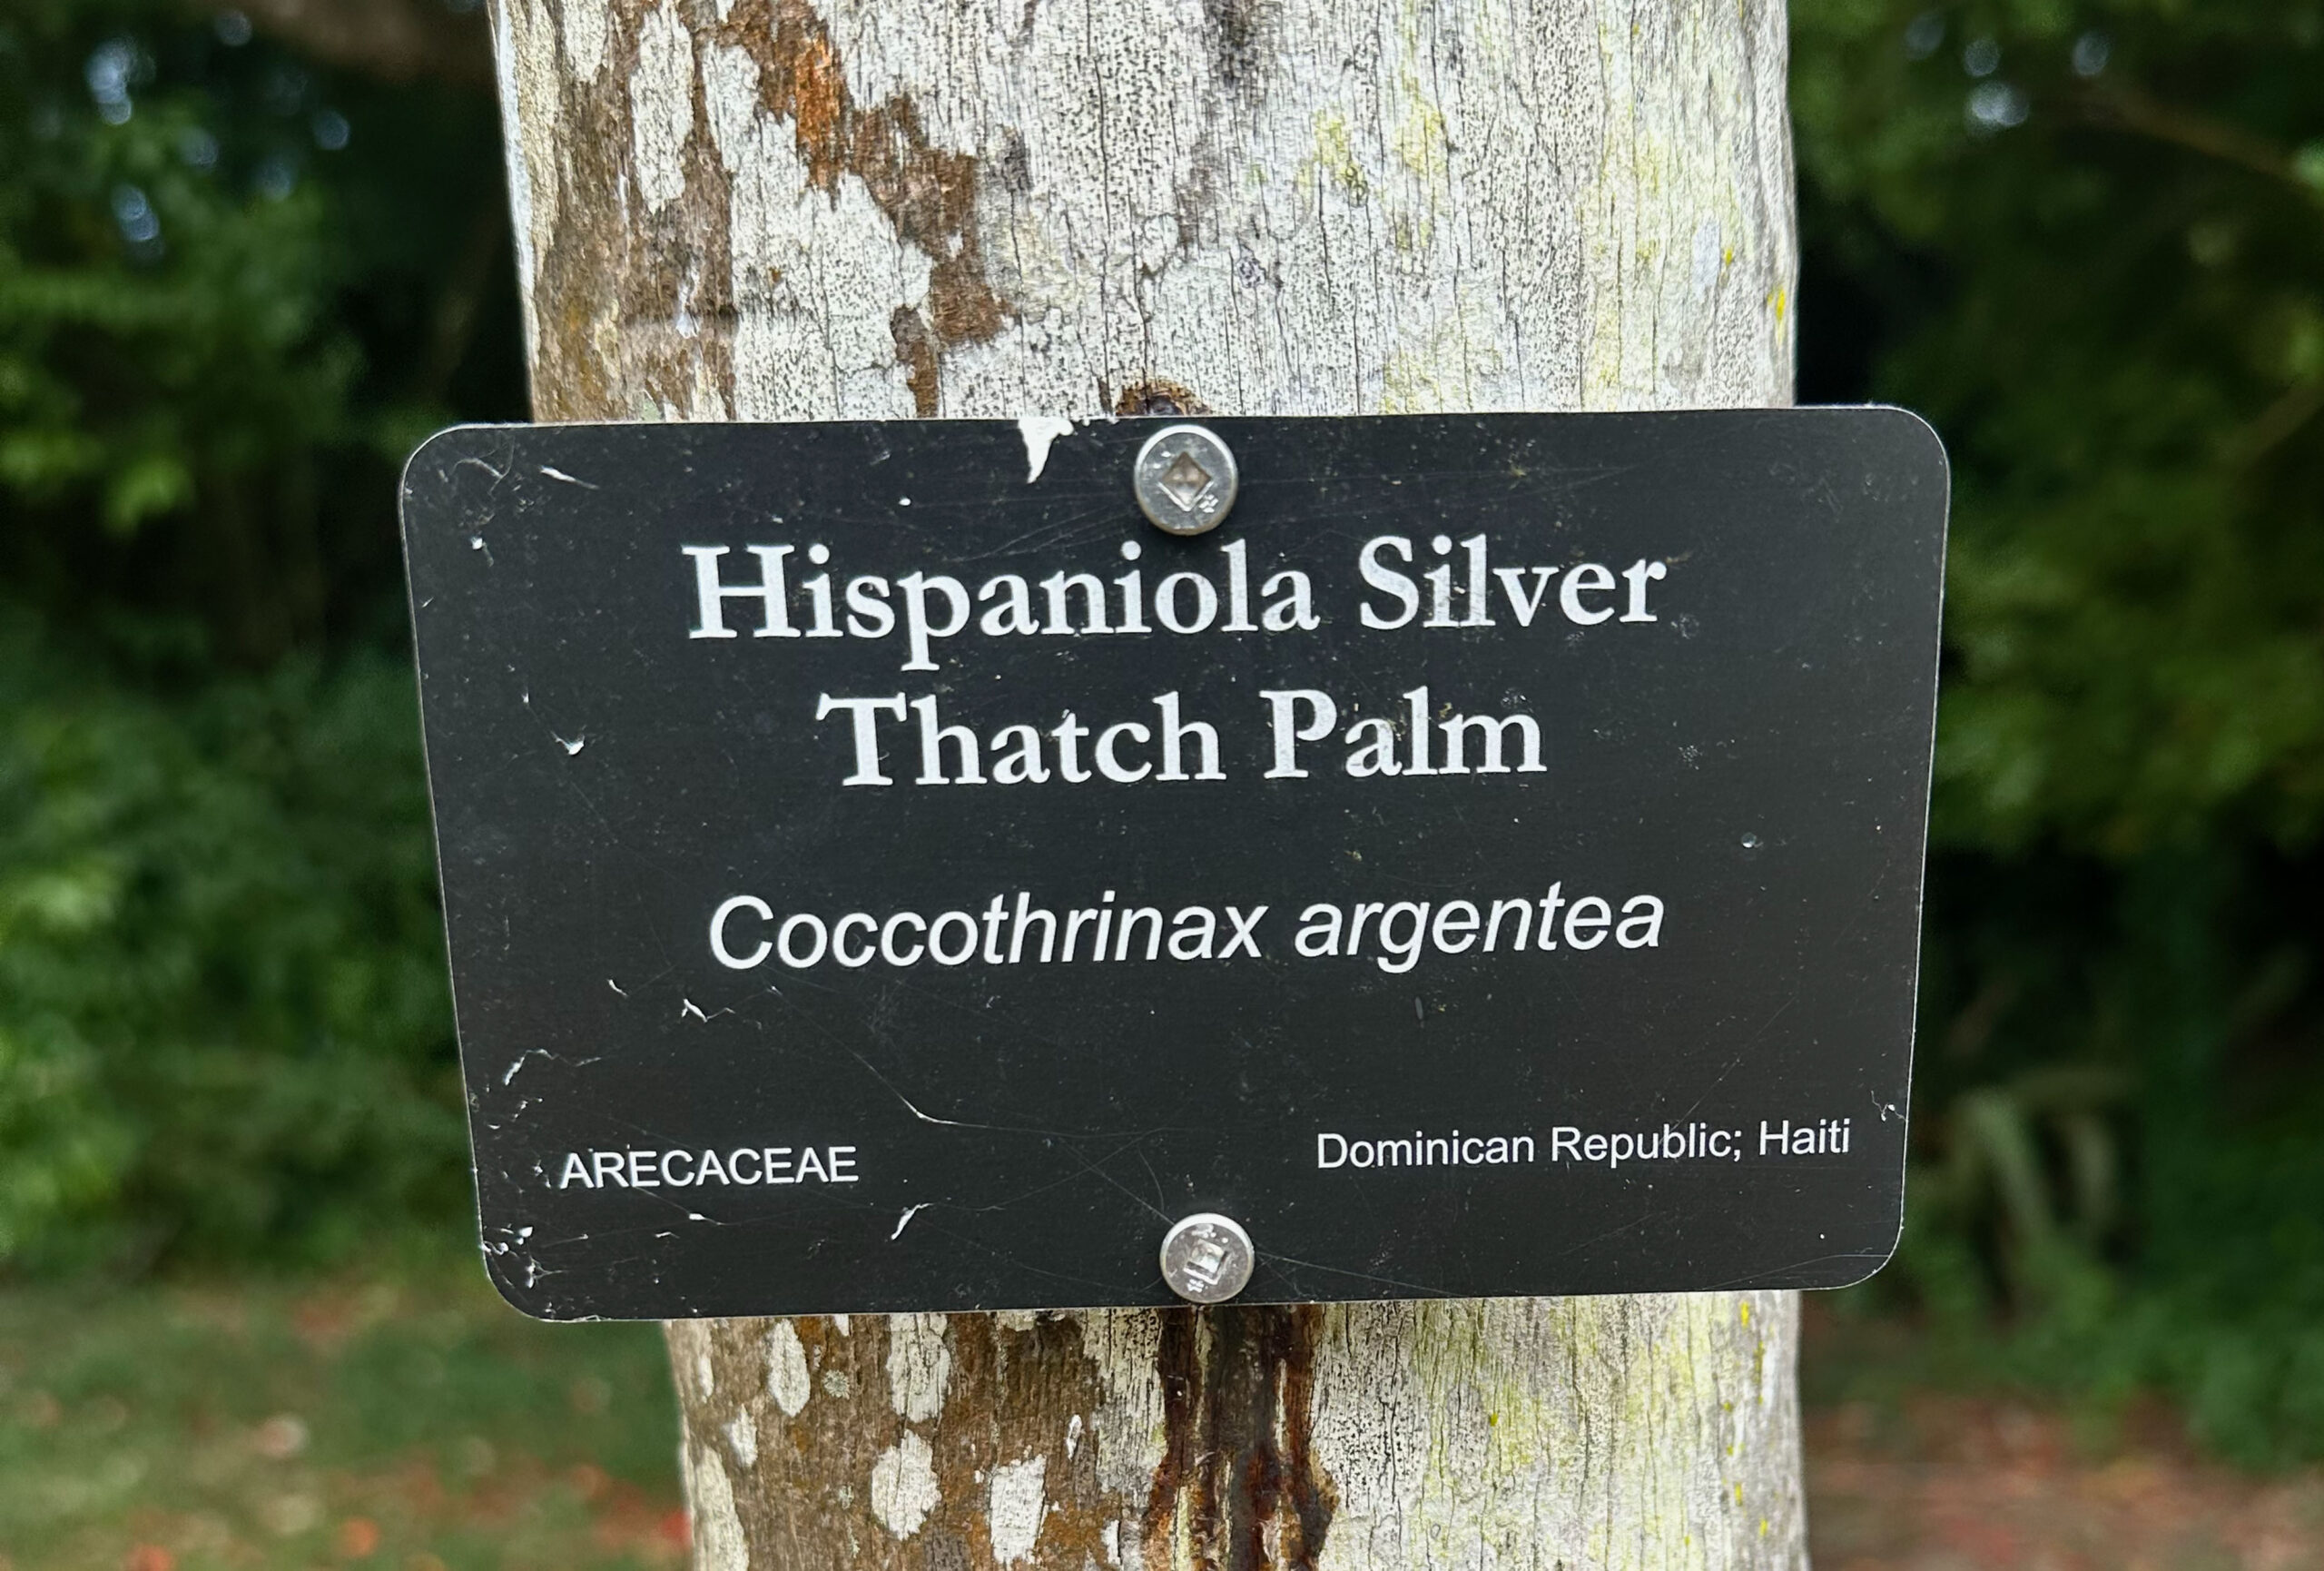 Hispaniola Silver
Thatch Palm
Coccothrinax argentea
ARECACEAE
Dominican Republic; Haiti